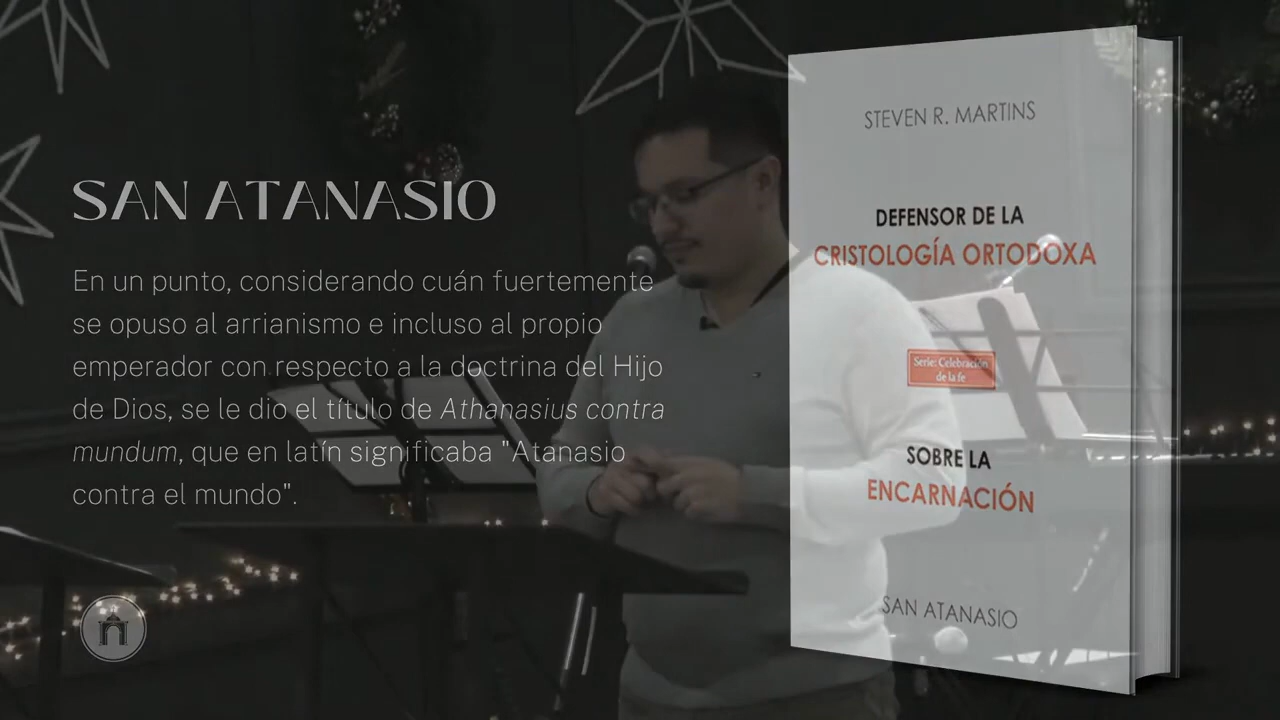 SAN ATANASIO
En un punto, considerando cuán fuertemente
se opuso al arrianismo e incluso al propio
emperador con respecto a la doctrina del Hijo
de Dios, se le dio el título de Athanasius contra
mundum, que en latín significaba "Atanasio
contra el mundo".
STEVEN R. MARTINS
DEFENSOR DE LA
CRISTOLOGÍA ORTODOXA
Serie: Celebración
de la fe
SOBRE LA
ENCARNACIÓN
SAN ATANASIO